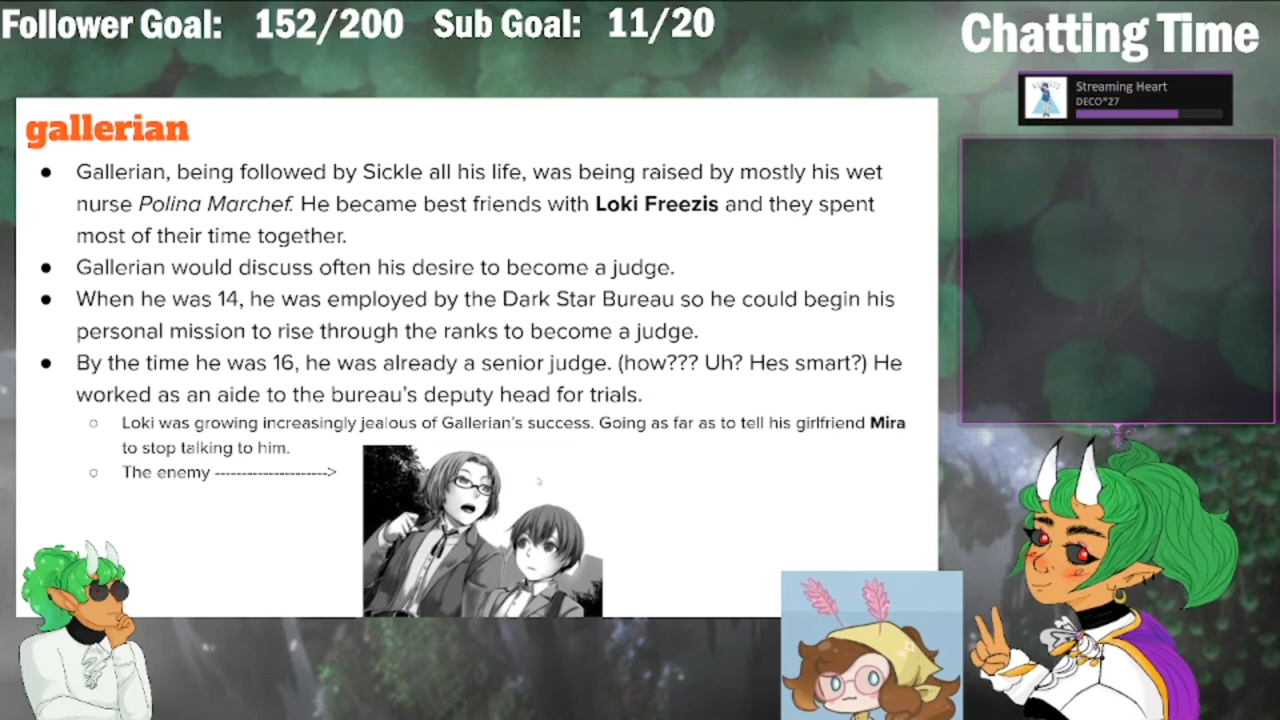 Follower Goal: 152/200 Sub Goal: 11/20
Chatting Time
Streaming Heart
DECO*27
gallerian
● Gallerian, being followed by Sickle all his life, was being raised by mostly his wet
nurse Polina Marchef. He became best friends with Loki Freezis and they spent
most of their time together.
● Gallerian would discuss often his desire to become a judge.
● When he was 14, he was employed by the Dark Star Bureau so he could begin his
personal mission to rise through the ranks to become a judge.
● By the time he was 16, he was already a senior judge. (how??? Uh? Hes smart?) He
worked as an aide to the bureau's deputy head for trials.
○ Loki was growing increasingly jealous of Gallerian's success. Going as far as to tell his girlfriend Mira
to stop talking to him.
○ The enemy --------------------->